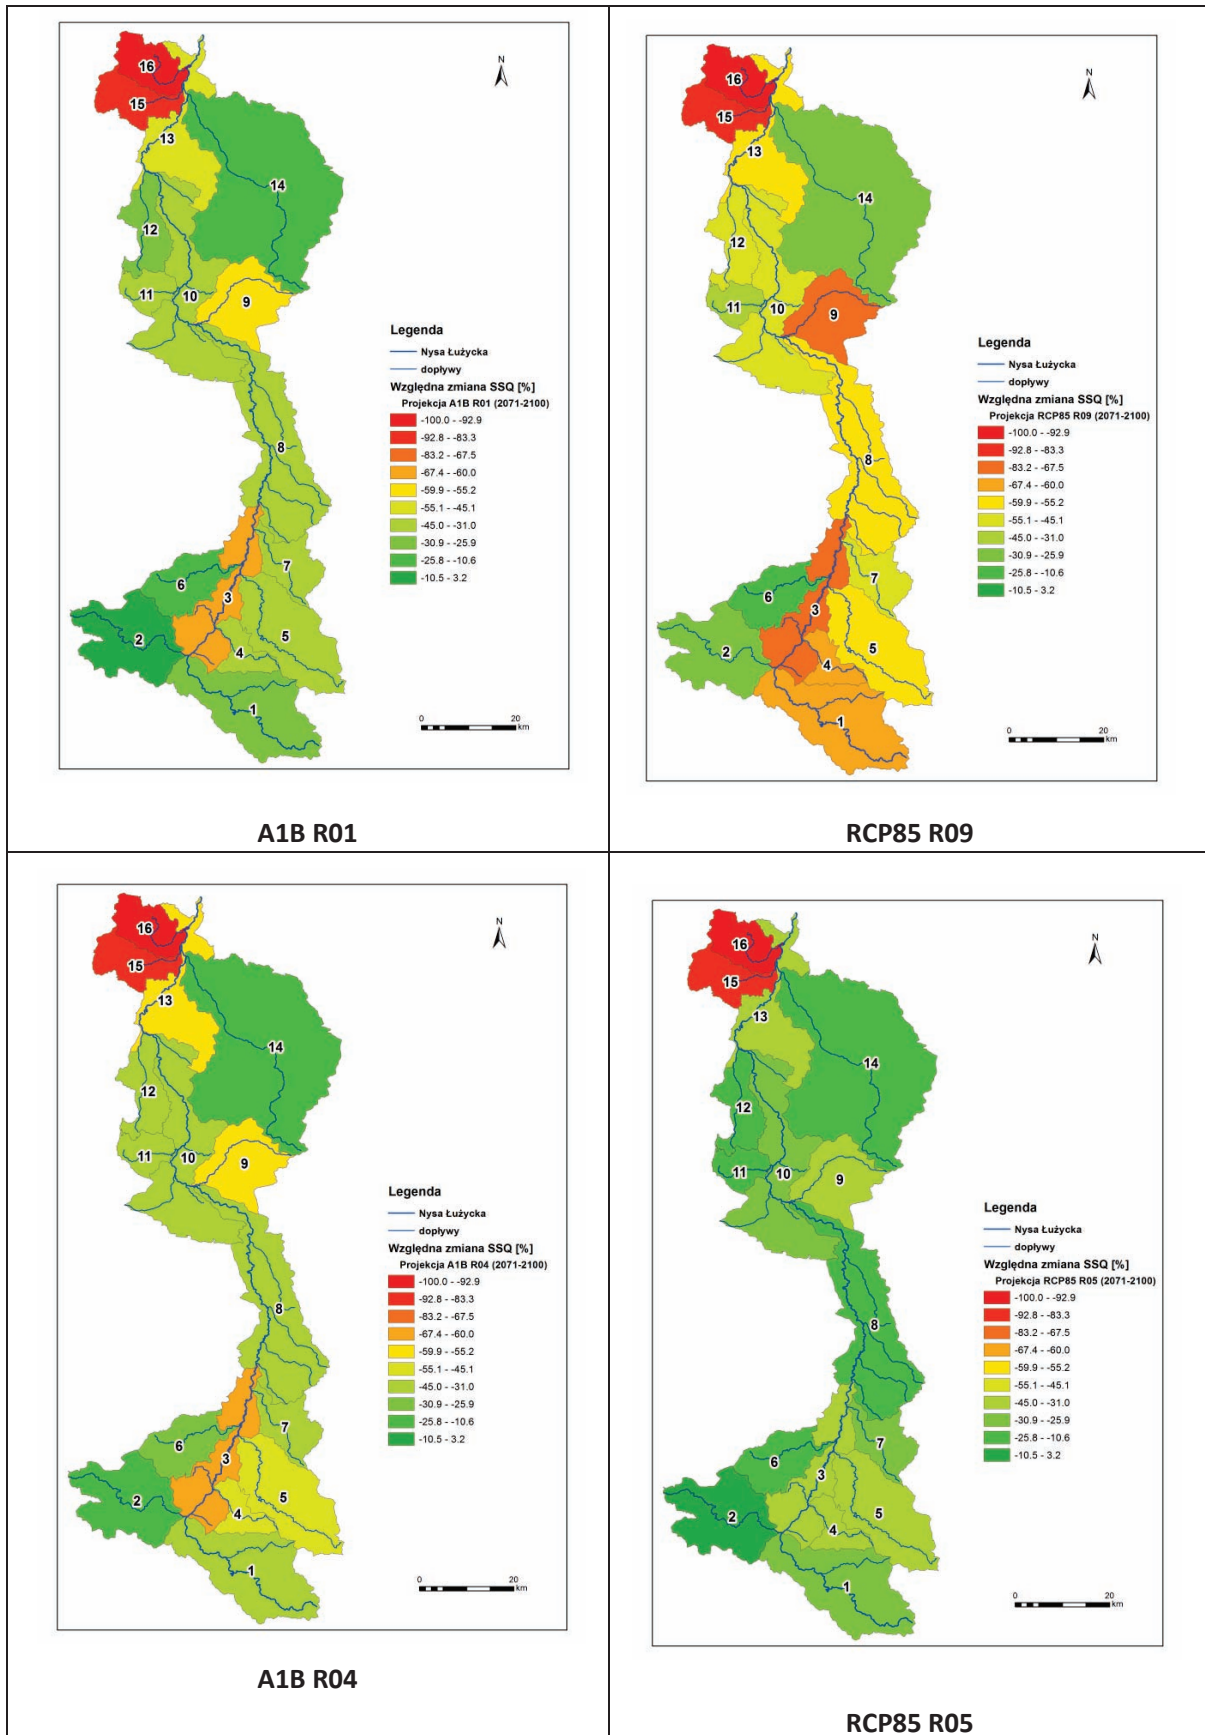 16
15
13
14
12
11
10
9
8
7
6
3
2
5
4
1
N
Legenda
Nysa Łużycka
dopływy
Względna zmiana SSQ [%]
Projekcja A1B R01 (2071-2100)
-100.0 - -92.9
-92.8 - -83.3
-83.2 - -67.5
-67.4 - -60.0
-59.9 - -55.2
-55.1 - -45.1
-45.0 - -31.0
-30.9 - -25.9
-25.8 - -10.6
-10.5 - 3.2
0 20
km
A1B R01
16
15
13
14
12
11
10
9
8
7
6
3
2
5
4
1
N
Legenda
Nysa Łużycka
dopływy
Względna zmiana SSQ [%]
Projekcja RCP85 R09 (2071-2100)
-100.0 - -92.9
-92.8 - -83.3
-83.2 - -67.5
-67.4 - -60.0
-59.9 - -55.2
-55.1 - -45.1
-45.0 - -31.0
-30.9 - -25.9
-25.8 - -10.6
-10.5 - 3.2
0 20
km
RCP85 R09
16
15
13
14
12
11
10
9
8
7
6
3
2
5
4
1
N
Legenda
Nysa Łużycka
dopływy
Względna zmiana SSQ [%]
Projekcja A1B R04 (2071-2100)
-100.0 - -92.9
-92.8 - -83.3
-83.2 - -67.5
-67.4 - -60.0
-59.9 - -55.2
-55.1 - -45.1
-45.0 - -31.0
-30.9 - -25.9
-25.8 - -10.6
-10.5 - 3.2
0 20
km
A1B R04
16
15
13
14
12
11
10
9
8
7
6
3
2
5
4
1
N
Legenda
Nysa Łużycka
dopływy
Względna zmiana SSQ [%]
Projekcja RCP85 R05 (2071-2100)
-100.0 - -92.9
-92.8 - -83.3
-83.2 - -67.5
-67.4 - -60.0
-59.9 - -55.2
-55.1 - -45.1
-45.0 - -31.0
-30.9 - -25.9
-25.8 - -10.6
-10.5 - 3.2
0 20
km
RCP85 R05